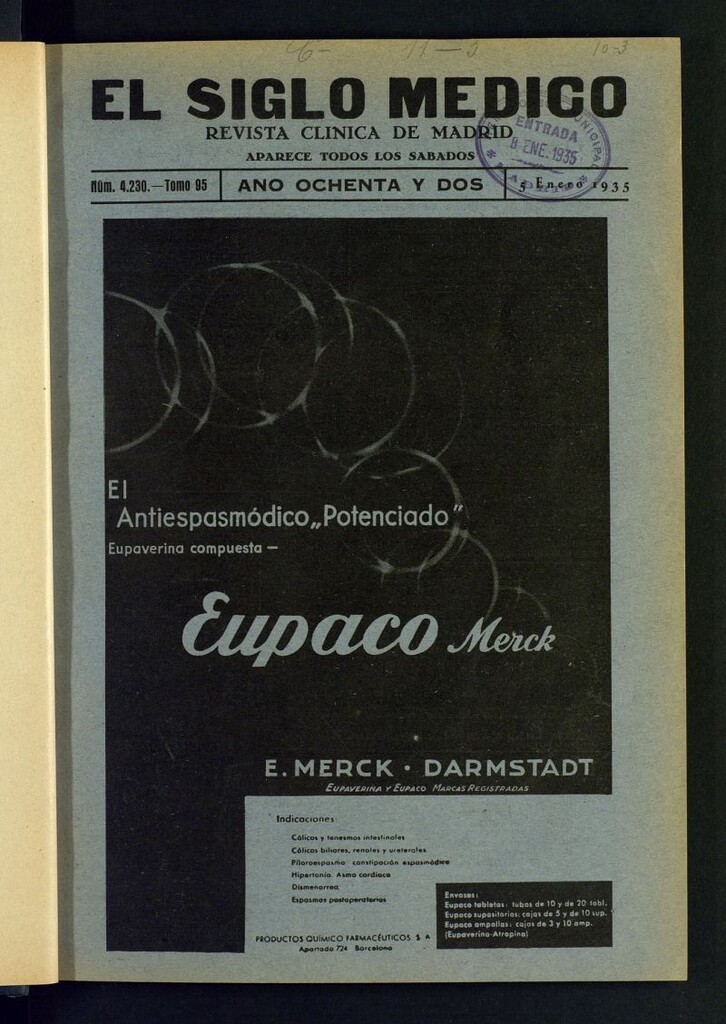 10-3
EL SIGLO MEDICO
REVISTA CLINICA DE MADRID
APARECE TODOS LOS SABADOS
ENTRADA
8 ENE. 1935
Núm. 4.230.—Tomo 95
ANO OCHENTA Y DOS
5 Enero 1935
El
Antiespasmódico „Potenciado"
Eupaverina compuesta —
Eupaco Merck
E. MERCK · DARMSTADT
EUPAVERINA Y EUPACO MARCAS REGISTRADAS
Indicaciones:
Cólicos y tenesmos intestinales
Cólicos biliares, renales y ureterales
Piloroespasmo: constipación espasmódica
Hipertonía. Asma cardíaca
Dismenorrea.
Espasmos postoperatorios
Envases:
Eupaco tabletas: tubos de 10 y de 20 tabl.
Eupaco supositorios: cajas de 5 y de 10 sup.
Eupaco ampollas: cajas de 3 y 10 amp.
(Eupaverina-Atropina)
PRODUCTOS QUÍMICO FARMACÉUTICOS S A
Apartado 724 Barcelona